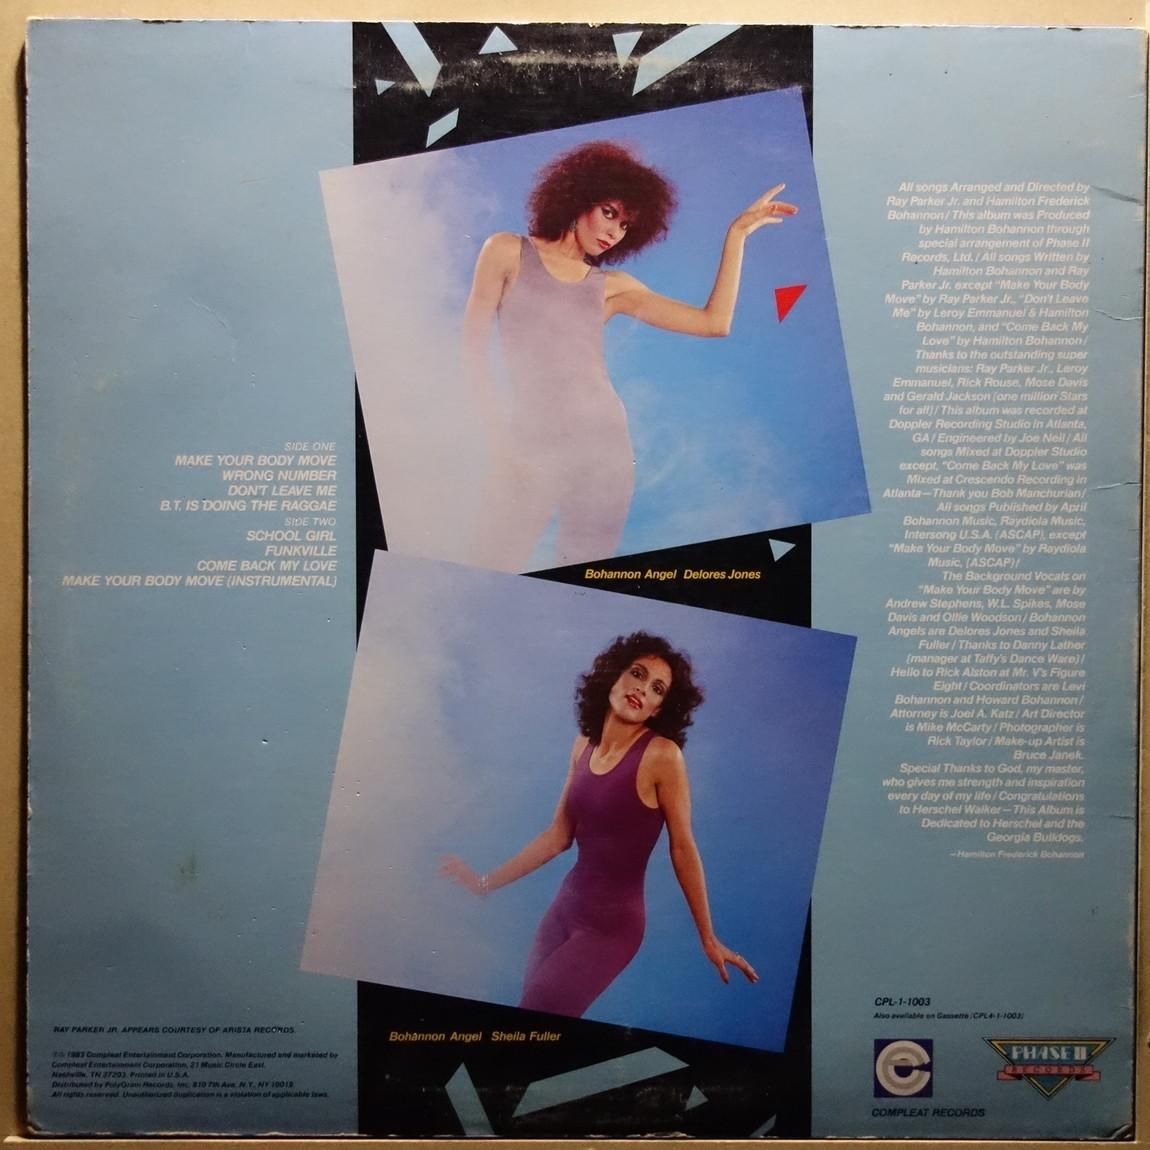 SIDE ONE
MAKE YOUR BODY MOVE
WRONG NUMBER
DON'T LEAVE ME
B.T. IS DOING THE RAGGAE
SIDE TWO
SCHOOL GIRL
FUNKVILLE
COME BACK MY LOVE
MAKE YOUR BODY MOVE (INSTRUMENTAL)
RAY PARKER JR. APPEARS COURTESY OF ARISTA RECORDS.
℗© 1983 Compleat Entertainment Corporation. Manufactured and marketed by
Compleat Entertainment Corporation, 21 Music Circle East,
Nashville, TN 37203. Printed in U.S.A.
Distributed by PolyGram Records, Inc. 810 7th Ave. N.Y., NY 10019.
All rights reserved. Unauthorized duplication is a violation of applicable laws.
Bohannon Angel Delores Jones
Bohannon Angel Sheila Fuller
All songs Arranged and Directed by
Ray Parker Jr. and Hamilton Frederick
Bohannon / This album was Produced
by Hamilton Bohannon through
special arrangement of Phase II
Records, Ltd. / All songs Written by
Hamilton Bohannon and Ray
Parker Jr. except "Make Your Body
Move" by Ray Parker Jr., "Don't Leave
Me" by Leroy Emmanuel & Hamilton
Bohannon, and "Come Back My
Love" by Hamilton Bohannon /
Thanks to the outstanding super
musicians: Ray Parker Jr., Leroy
Emmanuel, Rick Rouse, Mose Davis
and Gerald Jackson (one million Stars
for all) / This album was recorded at
Doppler Recording Studio in Atlanta,
GA / Engineered by Joe Neil / All
songs Mixed at Doppler Studio
except, "Come Back My Love" was
Mixed at Crescendo Recording in
Atlanta—Thank you Bob Manchurian /
All songs Published by April
Bohannon Music, Raydiola Music,
Intersong U.S.A. (ASCAP), except
"Make Your Body Move" by Raydiola
Music, (ASCAP) /
The Background Vocals on
"Make Your Body Move" are by
Andrew Stephens, W.L. Spikes, Mose
Davis and Ollie Woodson / Bohannon
Angels are Delores Jones and Sheila
Fuller / Thanks to Danny Lather
(manager at Taffy's Dance Ware) /
Hello to Rick Alston at Mr. V's Figure
Eight / Coordinators are Levi
Bohannon and Howard Bohannon /
Attorney is Joel A. Katz / Art Director
is Mike McCarty / Photographer is
Rick Taylor / Make-up Artist is
Bruce Janek.
Special Thanks to God, my master,
who gives me strength and inspiration
every day of my life / Congratulations
to Herschel Walker—This Album is
Dedicated to Herschel and the
Georgia Bulldogs.
—Hamilton Frederick Bohannon
CPL-1-1003
Also available on Cassette (CPL4-1-1003)
PHASE II
RECORDS
COMPLEAT RECORDS